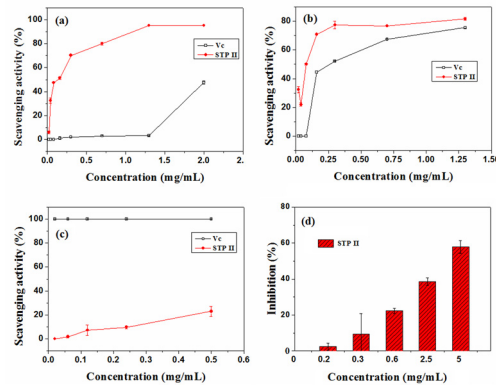 (a)
Vc
STP II
Scavenging activity (%)
100
80
60
40
20
0
0.0
0.5
1.0
1.5
2.0
2.
Concentration (mg/mL)
(b)
Vc
STP II
Scavenging activity (%)
80
60
40
20
0
0.00
0.25
0.50
0.75
1.00
1.25
1.50
Concentration (mg/mL)
(c)
Vc
STP II
Scavenging activity (%)
100
80
60
40
20
0
0.0
0.1
0.2
0.3
0.4
0.5
0.6
Concentration (mg/mL)
(d)
STP II
Inhibition (%)
80
60
40
20
0
0.2
0.3
0.6
2.5
5
Concentration (mg/mL)